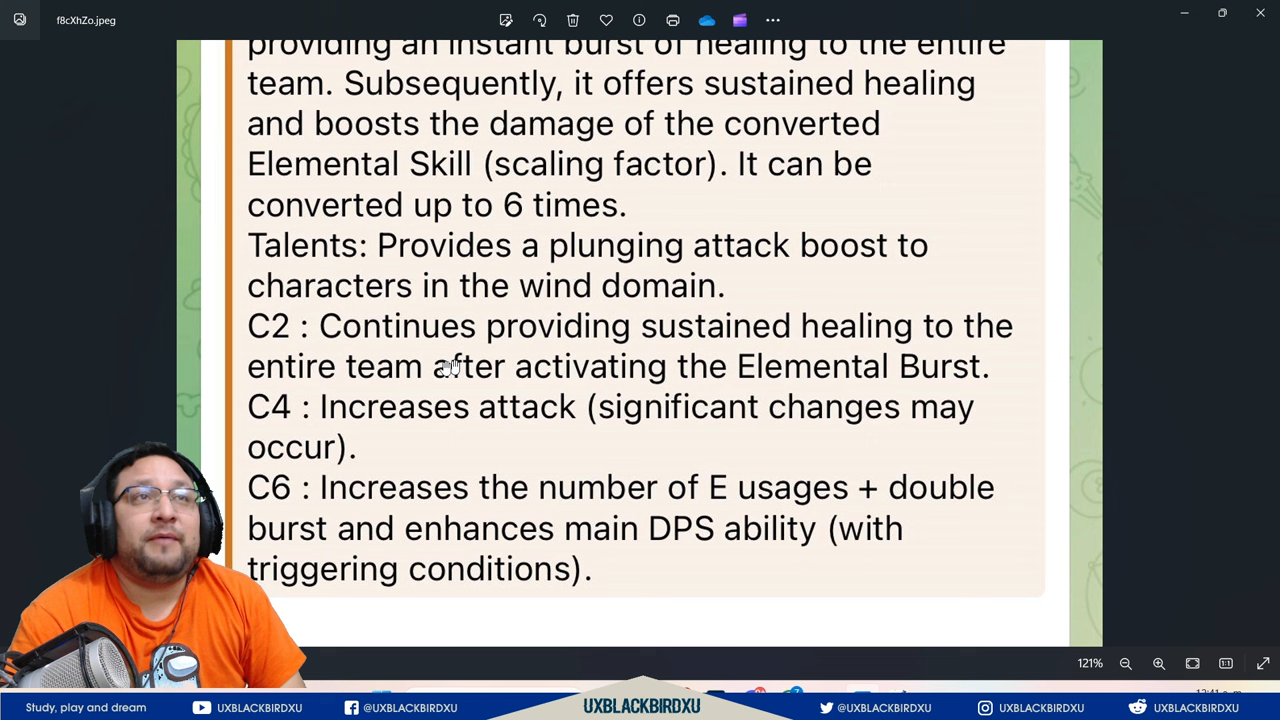 f8cXhZo.jpeg
providing an instant burst of healing to the entire
team. Subsequently, it offers sustained healing
and boosts the damage of the converted
Elemental Skill (scaling factor). It can be
converted up to 6 times.
Talents: Provides a plunging attack boost to
characters in the wind domain.
C2 : Continues providing sustained healing to the
entire team after activating the Elemental Burst.
C4 : Increases attack (significant changes may
occur).
C6 : Increases the number of E usages + double
burst and enhances main DPS ability (with
triggering conditions).
121%
Study, play and dream
UXBLACKBIRDXU
@UXBLACKBIRDXU
UXBLACKBIRDXU
@UXBLACKBIRDXU
UXBLACKBIRDXU
UXBLACKBIRDXU